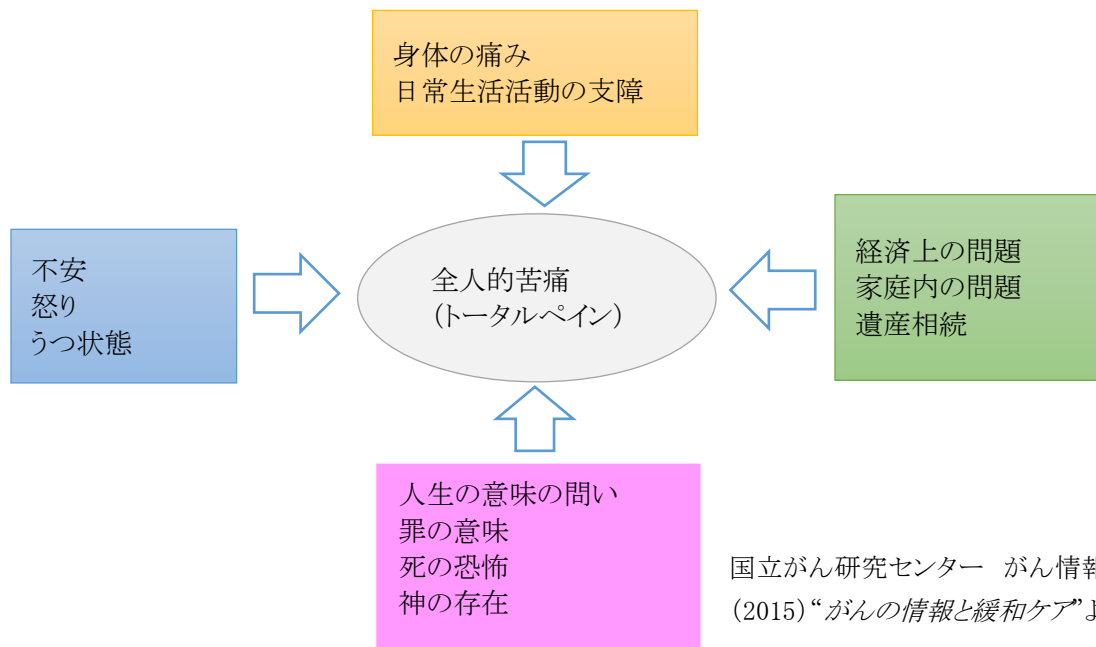 身体の痛み
日常生活活動の支障
不安
怒り
うつ状態
全人的苦痛
(トータルペイン)
経済上の問題
家庭内の問題
遺産相続
人生の意味の問い
罪の意味
死の恐怖
神の存在
国立がん研究センター がん情報
(2015)“がんの情報と緩和ケア”よ